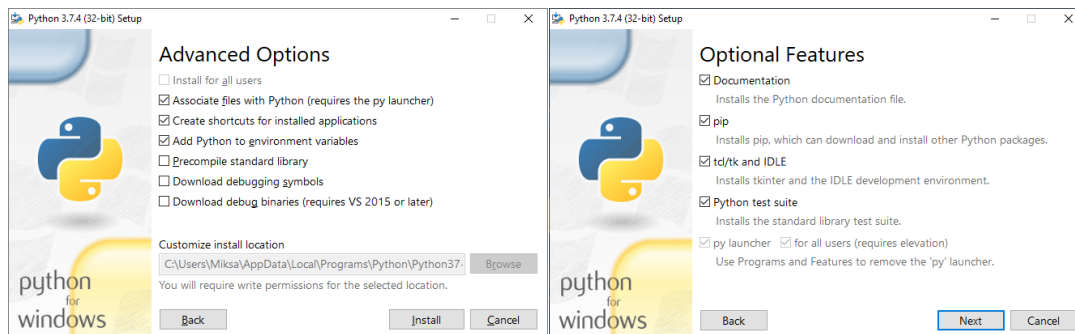 Python 3.7.4 (32-bit) Setup
Advanced Options
Install for all users
Associate files with Python (requires the py launcher)
Create shortcuts for installed applications
Add Python to environment variables
Precompile standard library
Download debugging symbols
Download debug binaries (requires VS 2015 or later)
Customize install location
C:\Users\Miksa\AppData\Local\Programs\Python\Python37-
Browse
You will require write permissions for the selected location.
python
for
windows
Back
Install
Cancel
Python 3.7.4 (32-bit) Setup
Optional Features
Documentation
Installs the Python documentation file.
pip
Installs pip, which can download and install other Python packages.
tcl/tk and IDLE
Installs tkinter and the IDLE development environment.
Python test suite
Installs the standard library test suite.
py launcher for all users (requires elevation)
Use Programs and Features to remove the 'py' launcher.
python
for
windows
Back
Next
Cancel